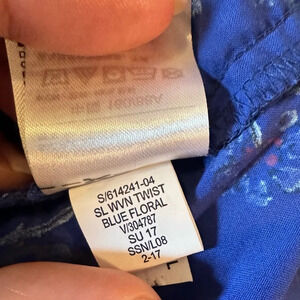 S/614241-04
SL WVN TWIST
BLUE FLORAL
V/304787
SU 17
SSN/L08
2-17